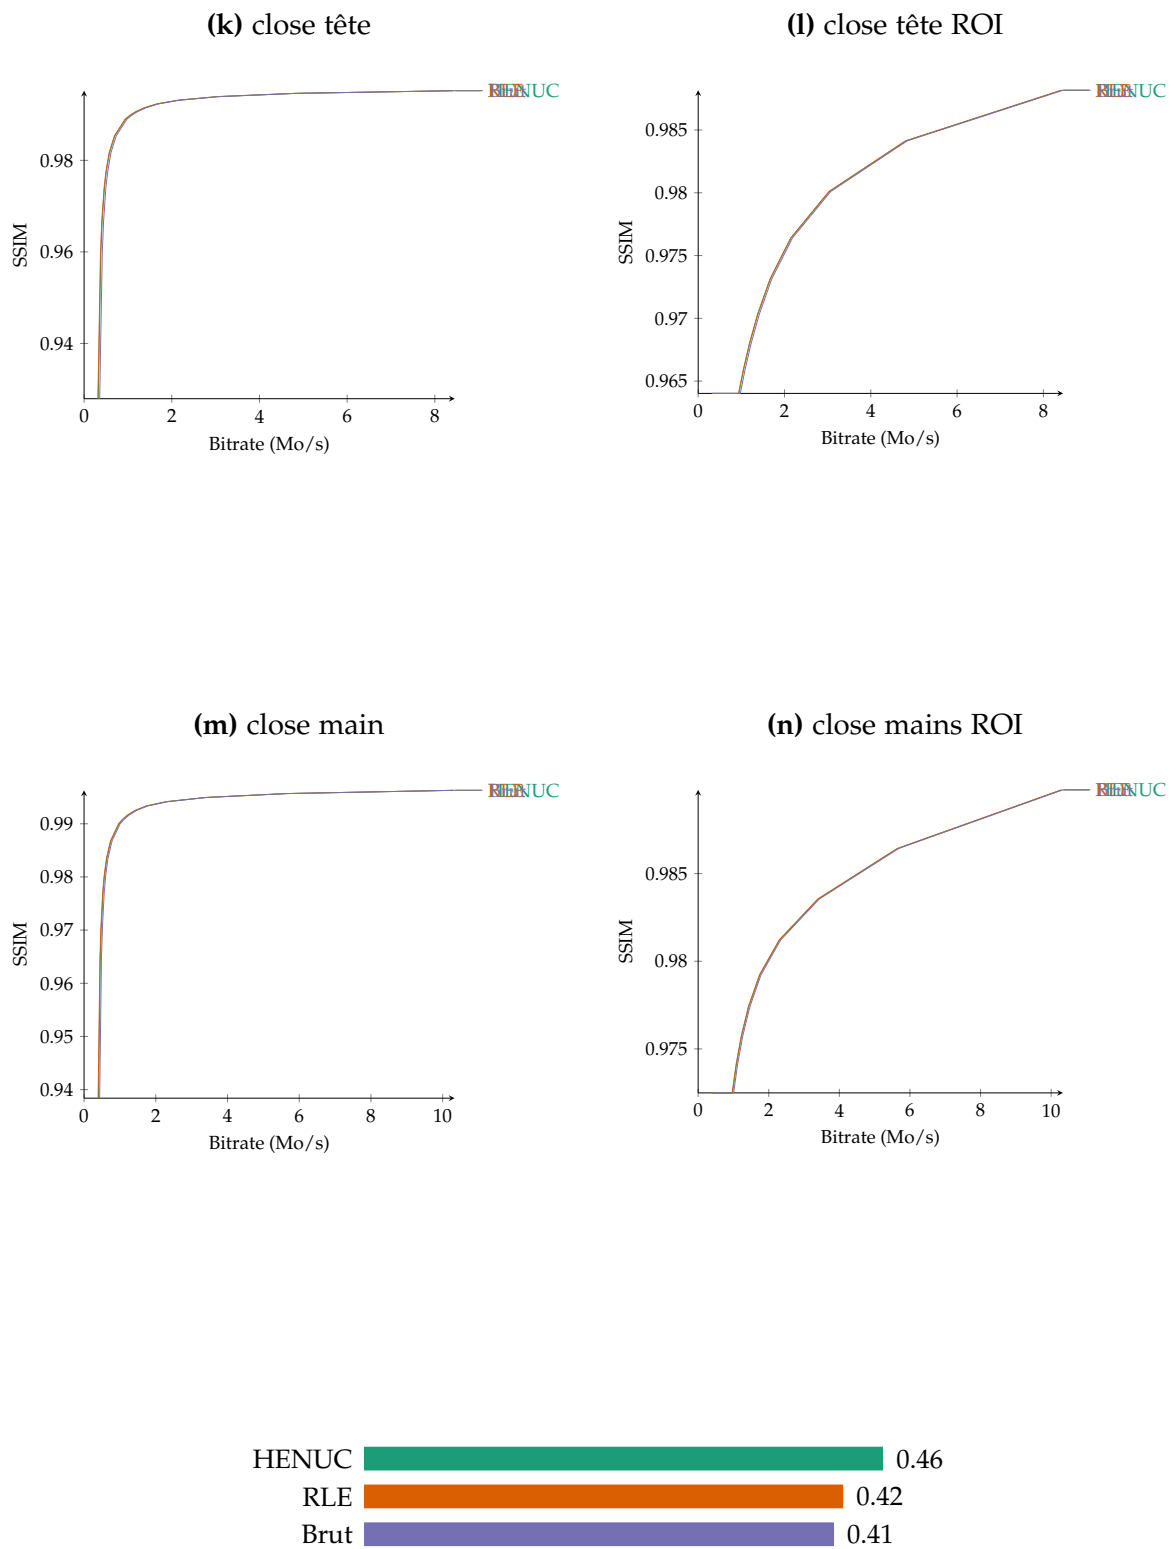 (k) close tête
(l) close tête ROI
0.98
0.96
0.94
SSIM
0 2 4 6 8
Bitrate (Mo/s)
HENUC
0.985
0.98
0.975
0.97
0.965
SSIM
0 2 4 6 8
Bitrate (Mo/s)
HENUC
(m) close main
(n) close mains ROI
0.99
0.98
0.97
0.96
0.95
0.94
SSIM
0 2 4 6 8 10
Bitrate (Mo/s)
HENUC
0.985
0.98
0.975
SSIM
0 2 4 6 8 10
Bitrate (Mo/s)
HENUC
HENUC 0.46
RLE 0.42
Brut 0.41